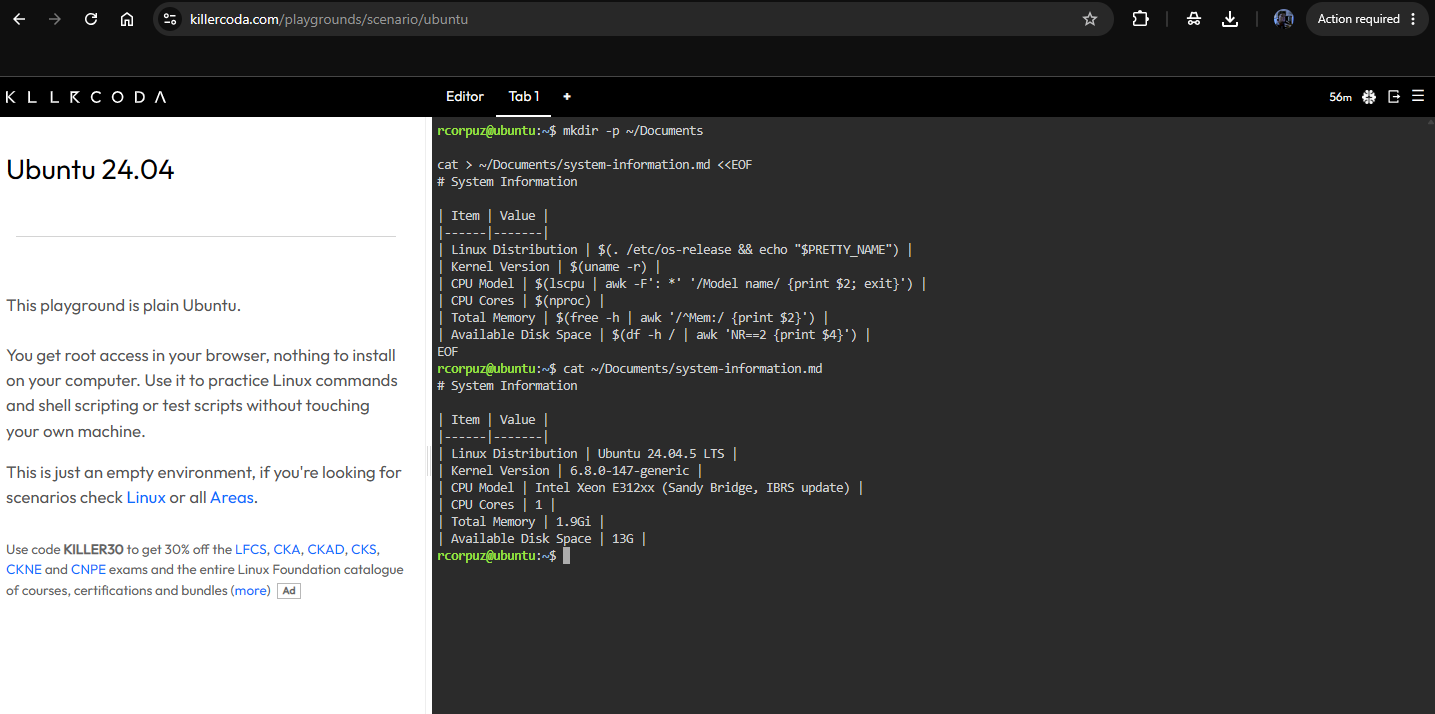 killercoda.com/playgrounds/scenario/ubuntu
Action required
KILLERCODA
Editor
Tab 1
+
56m
Ubuntu 24.04
This playground is plain Ubuntu.
You get root access in your browser, nothing to install
on your computer. Use it to practice Linux commands
and shell scripting or test scripts without touching
your own machine.
This is just an empty environment, if you're looking for
scenarios check Linux or all Areas.
Use code KILLER30 to get 30% off the LFCS, CKA, CKAD, CKS,
CKNE and CNPE exams and the entire Linux Foundation catalogue
of courses, certifications and bundles (more) Ad
rcorpuz@ubuntu:~$ mkdir -p ~/Documents
cat > ~/Documents/system-information.md <<EOF
# System Information
| Item | Value |
|------|-------|
| Linux Distribution | $(. /etc/os-release && echo "$PRETTY_NAME") |
| Kernel Version | $(uname -r) |
| CPU Model | $(lscpu | awk -F': *' '/Model name/ {print $2; exit}') |
| CPU Cores | $(nproc) |
| Total Memory | $(free -h | awk '/^Mem:/ {print $2}') |
| Available Disk Space | $(df -h / | awk 'NR==2 {print $4}') |
EOF
rcorpuz@ubuntu:~$ cat ~/Documents/system-information.md
# System Information
| Item | Value |
|------|-------|
| Linux Distribution | Ubuntu 24.04.5 LTS |
| Kernel Version | 6.8.0-147-generic |
| CPU Model | Intel Xeon E312xx (Sandy Bridge, IBRS update) |
| CPU Cores | 1 |
| Total Memory | 1.9Gi |
| Available Disk Space | 13G |
rcorpuz@ubuntu:~$